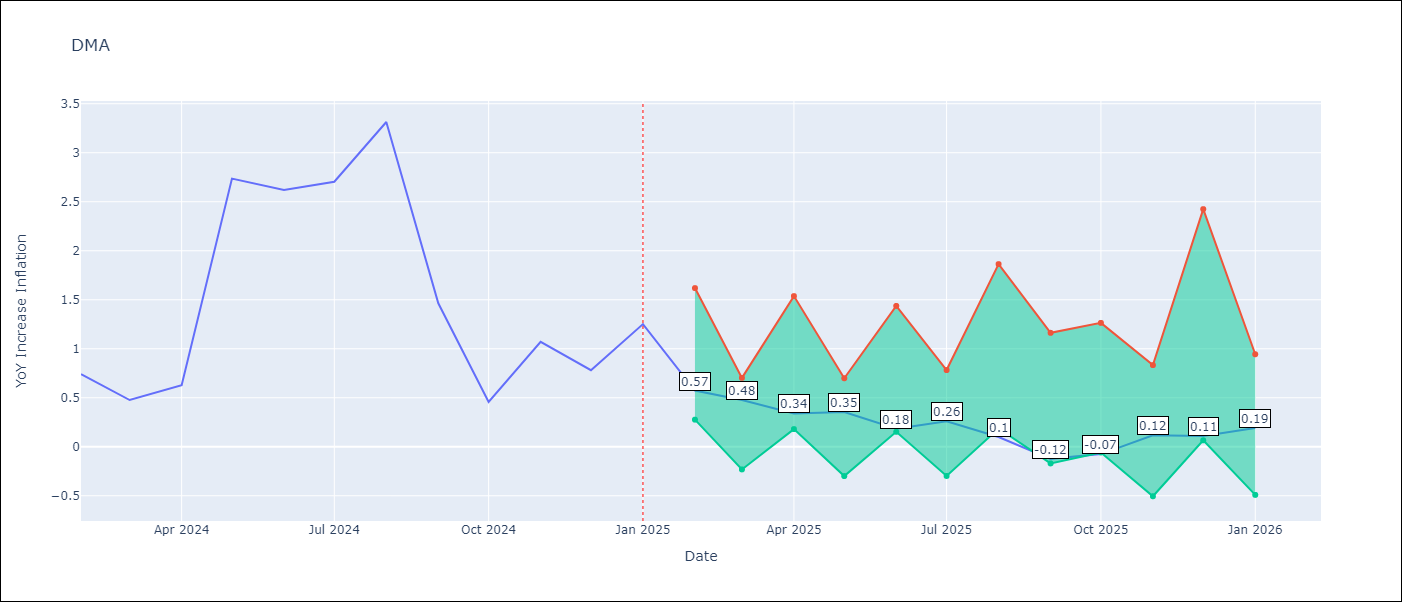 DMA
3.5
3
2.5
2
1.5
1
0.5
0
−0.5
YoY Increase Inflation
0.57
0.48
0.34
0.35
0.18
0.26
0.1
-0.12
-0.07
0.12
0.11
0.19
Apr 2024
Jul 2024
Oct 2024
Jan 2025
Apr 2025
Jul 2025
Oct 2025
Jan 2026
Date